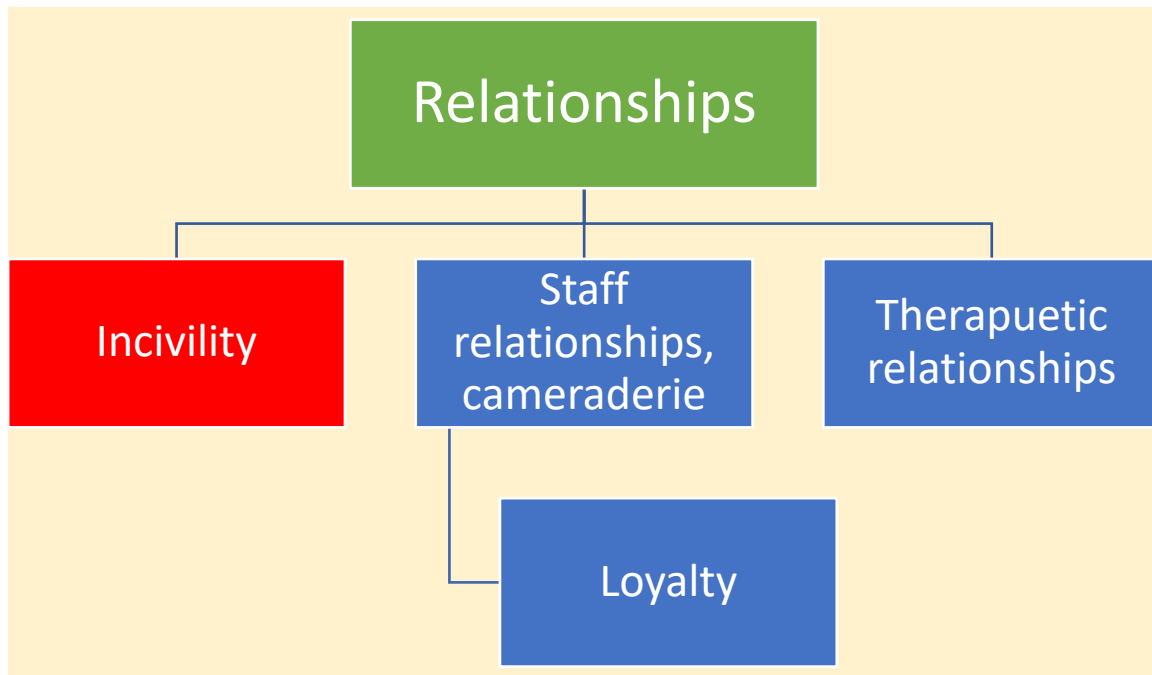 Relationships
Incivility
Staff
relationships,
cameraderie
Therapuetic
relationships
Loyalty